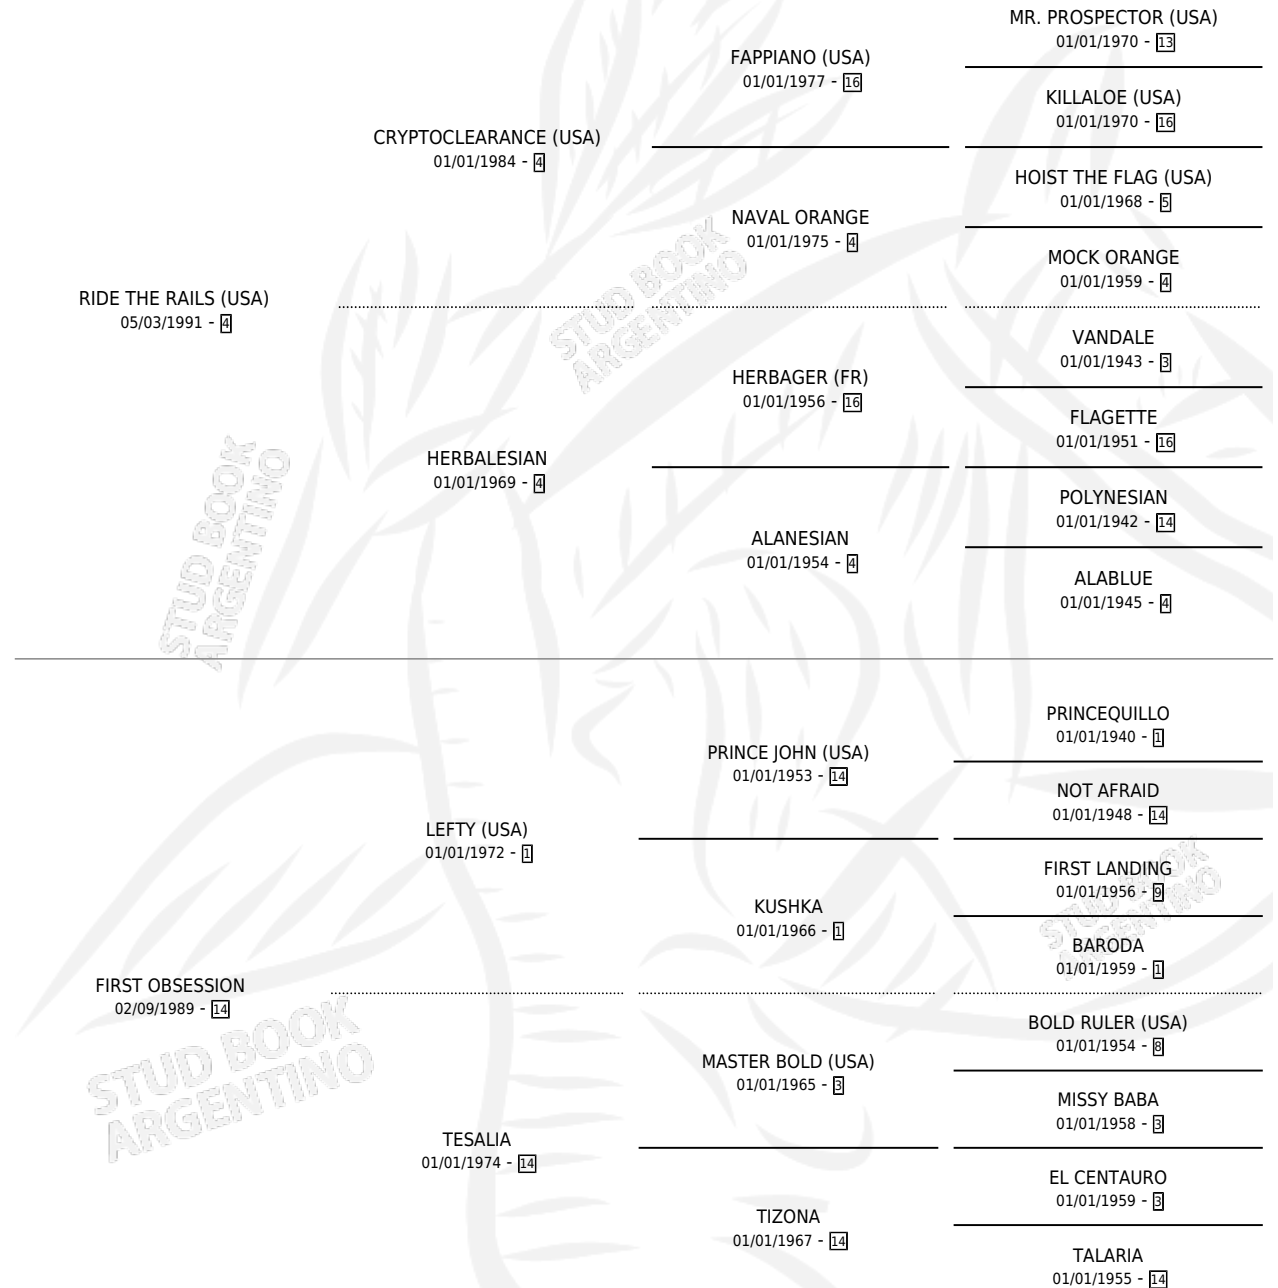 MR. PROSPECTOR (USA)
01/01/1970 - 13
FAPPIANO (USA)
01/01/1977 - 16
KILLALOE (USA)
01/01/1970 - 16
CRYPTOCLEARANCE (USA)
01/01/1984 - 4
HOIST THE FLAG (USA)
01/01/1968 - 5
NAVAL ORANGE
01/01/1975 - 4
MOCK ORANGE
01/01/1959 - 4
RIDE THE RAILS (USA)
05/03/1991 - 4
STUD BOOK
ARGENTINO
VANDALE
01/01/1943 - 3
HERBAGER (FR)
01/01/1956 - 16
FLAGETTE
01/01/1951 - 16
HERBALESIAN
01/01/1969 - 4
POLYNESIAN
01/01/1942 - 14
ALANESIAN
01/01/1954 - 4
ALABLUE
01/01/1945 - 4
STUD BOOK
ARGENTINO
PRINCEQUILLO
01/01/1940 - 1
PRINCE JOHN (USA)
01/01/1953 - 14
NOT AFRAID
01/01/1948 - 14
LEFTY (USA)
01/01/1972 - 1
FIRST LANDING
01/01/1956 - 9
KUSHKA
01/01/1966 - 1
STUD BOOK
ARGENTINO
BARODA
01/01/1959 - 1
FIRST OBSESSION
02/09/1989 - 14
BOLD RULER (USA)
01/01/1954 - 8
MASTER BOLD (USA)
01/01/1965 - 3
MISSY BABA
01/01/1958 - 3
STUD BOOK
ARGENTINO
TESALIA
01/01/1974 - 14
EL CENTAURO
01/01/1959 - 3
TIZONA
01/01/1967 - 14
TALARIA
01/01/1955 - 14